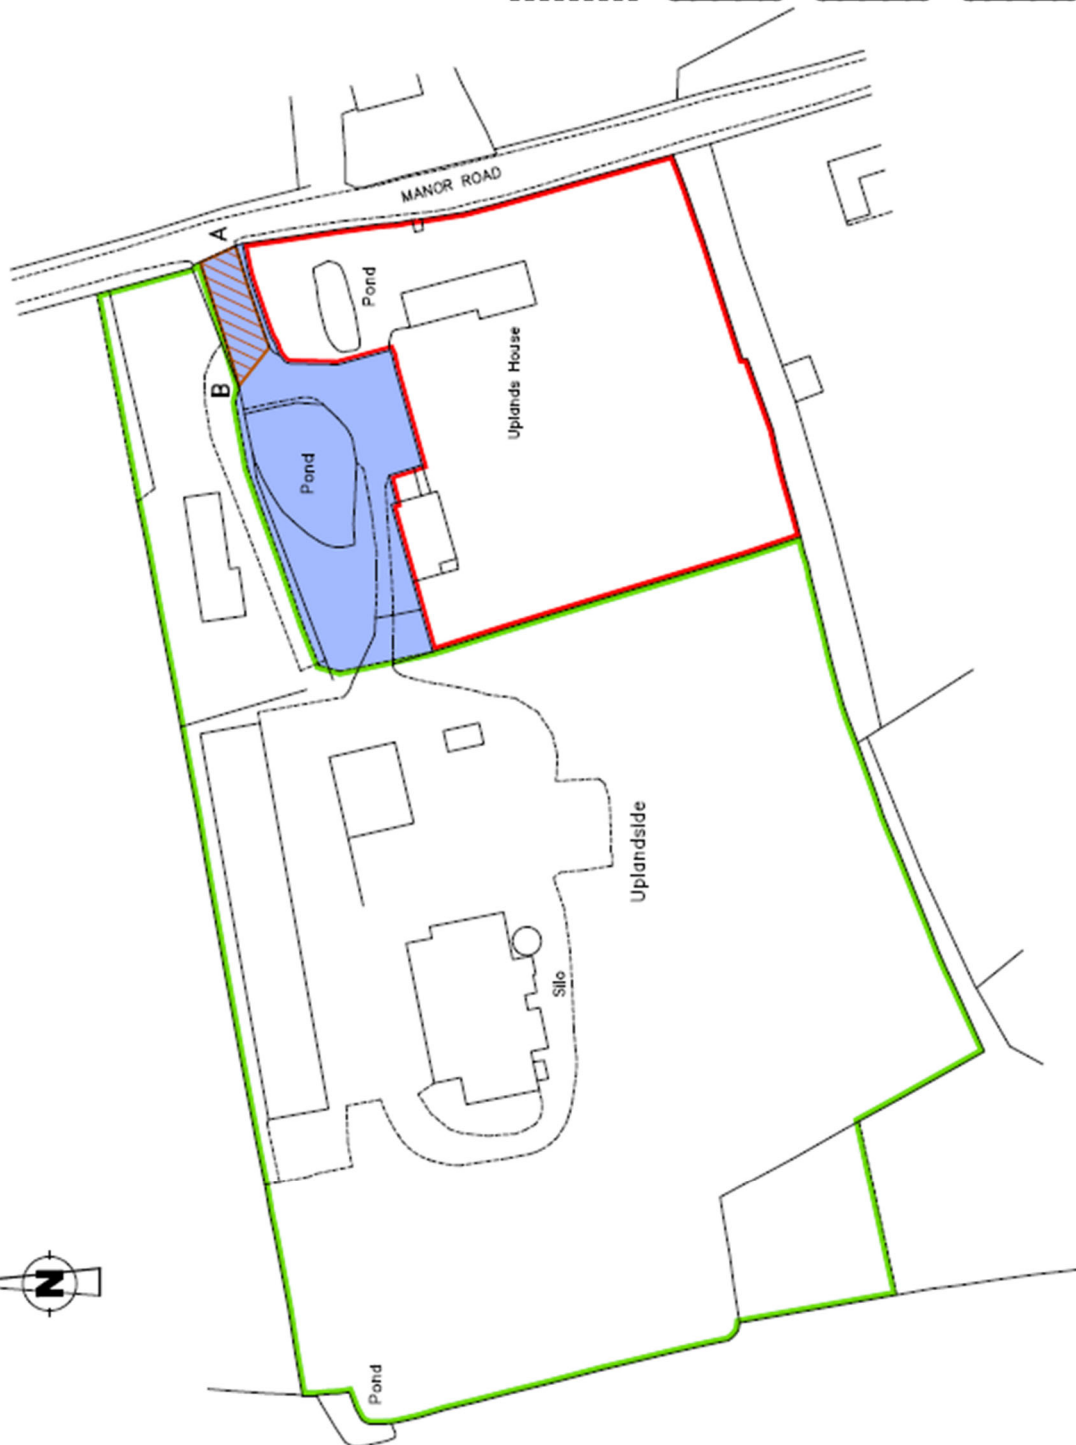 MANOR ROAD
A
Pond
B
Uplands House
Pond
Uplandside
Silo
N
Pond